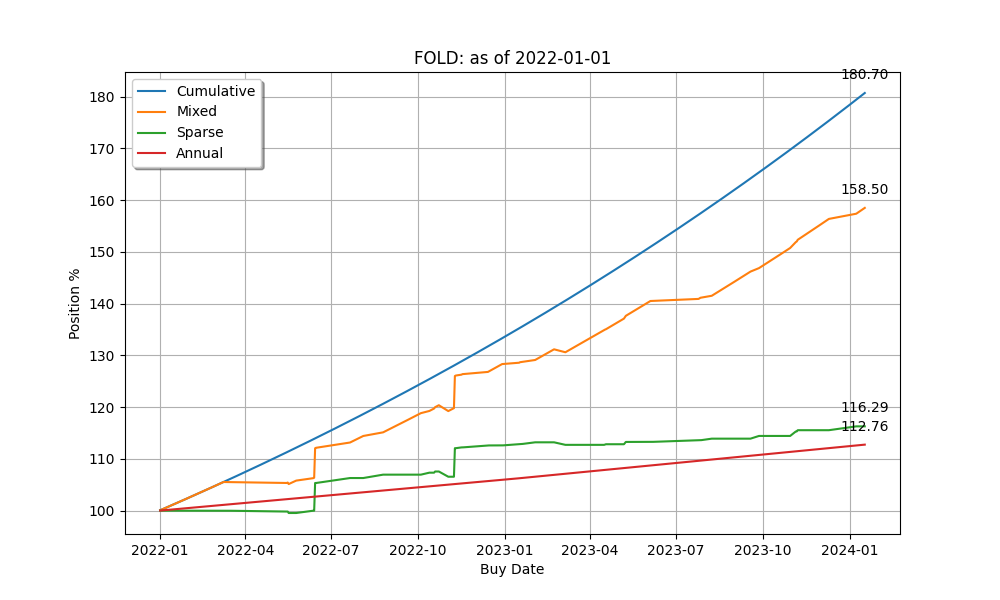 FOLD: as of 2022-01-01
180.70
Cumulative
Mixed
Sparse
Annual
158.50
116.29
112.76
180
170
160
150
140
130
120
110
100
Position %
2022-01 2022-04 2022-07 2022-10 2023-01 2023-04 2023-07 2023-10 2024-01
Buy Date